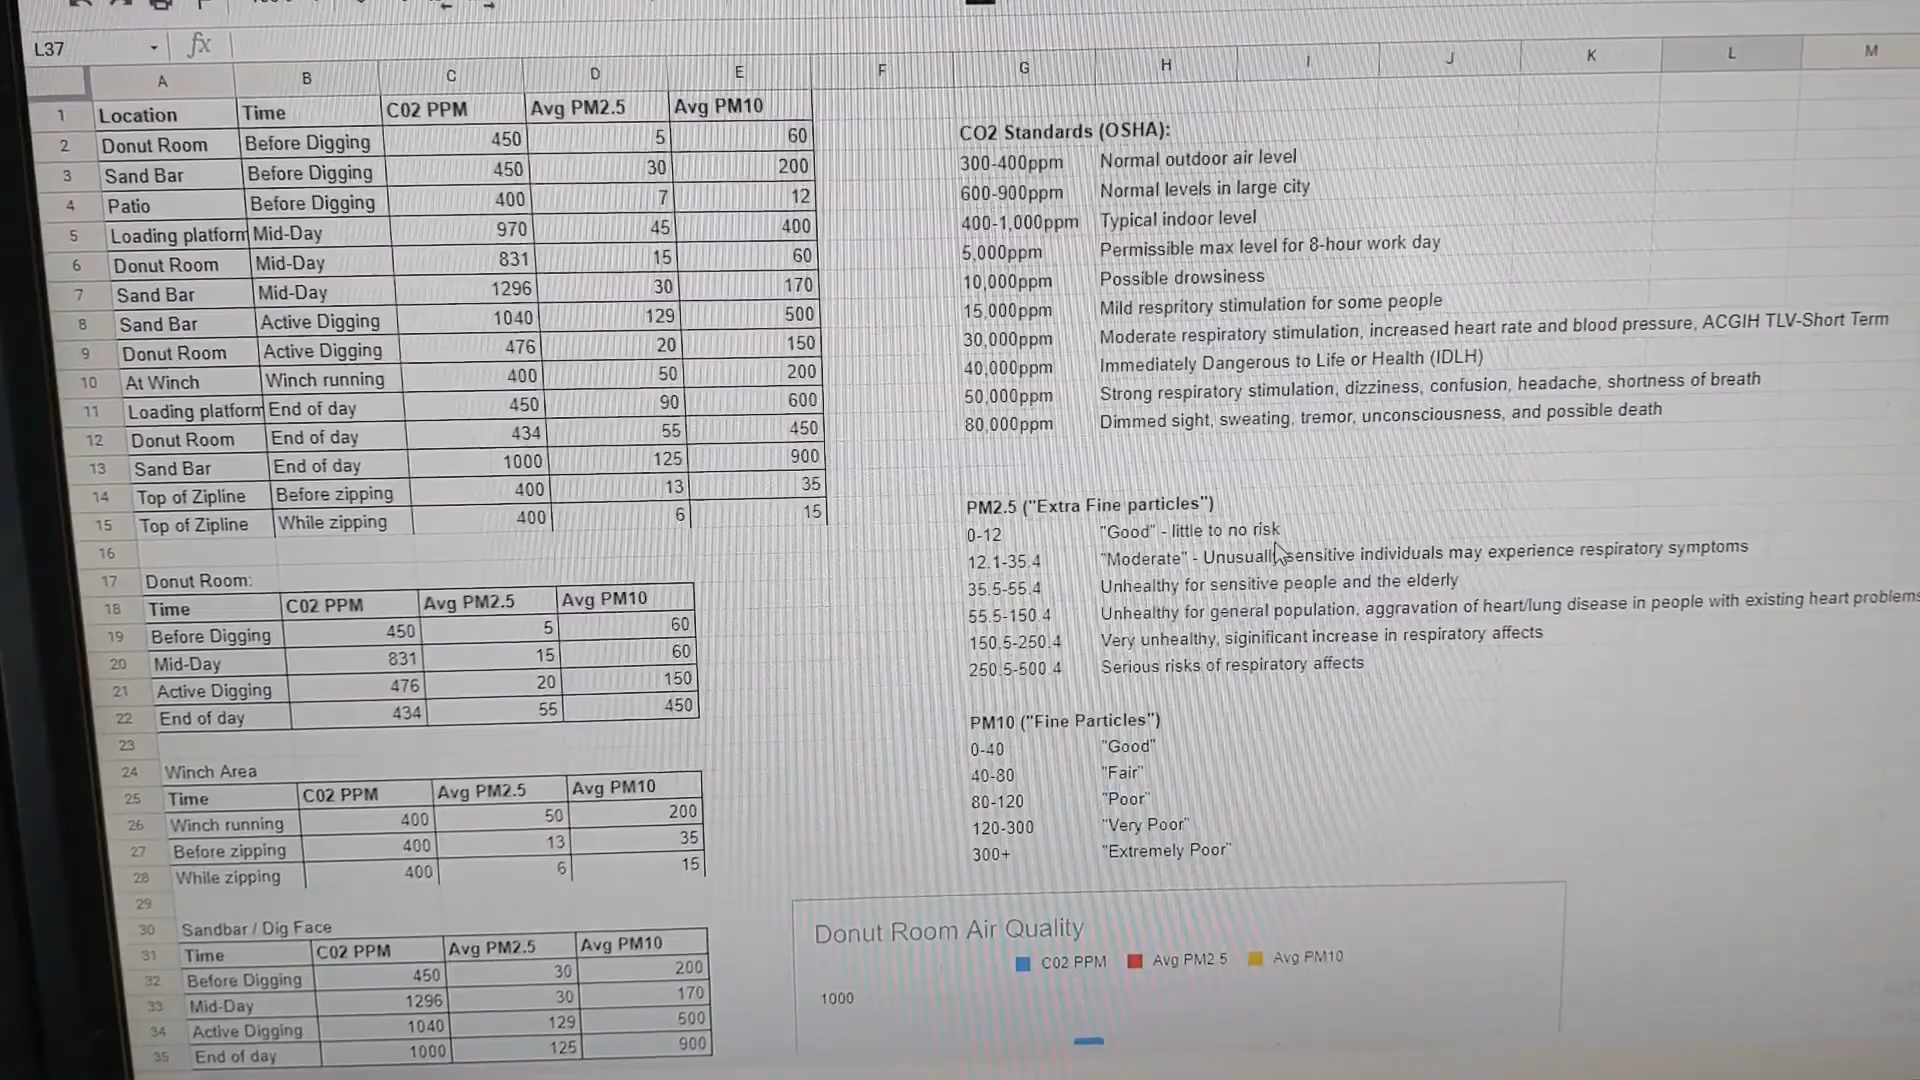 L37 fx
A B C D E F G H I J K L M
1 Location Time C02 PPM Avg PM2.5 Avg PM10
2 Donut Room Before Digging 450 5 60
3 Sand Bar Before Digging 450 30 200
4 Patio Before Digging 400 7 12
5 Loading platform Mid-Day 970 45 400
6 Donut Room Mid-Day 831 15 60
7 Sand Bar Mid-Day 1296 30 170
8 Sand Bar Active Digging 1040 129 500
9 Donut Room Active Digging 476 20 150
10 At Winch Winch running 400 50 200
11 Loading platform End of day 450 90 600
12 Donut Room End of day 434 55 450
13 Sand Bar End of day 1000 125 900
14 Top of Zipline Before zipping 400 13 35
15 Top of Zipline While zipping 400 6 15
16
17 Donut Room:
18 Time C02 PPM Avg PM2.5 Avg PM10
19 Before Digging 450 5 60
20 Mid-Day 831 15 60
21 Active Digging 476 20 150
22 End of day 434 55 450
23
24 Winch Area
25 Time C02 PPM Avg PM2.5 Avg PM10
26 Winch running 400 50 200
27 Before zipping 400 13 35
28 While zipping 400 6 15
29
30 Sandbar / Dig Face
31 Time C02 PPM Avg PM2.5 Avg PM10
32 Before Digging 450 30 200
33 Mid-Day 1296 30 170
34 Active Digging 1040 129 500
35 End of day 1000 125 900
CO2 Standards (OSHA):
300-400ppm Normal outdoor air level
600-900ppm Normal levels in large city
400-1,000ppm Typical indoor level
5,000ppm Permissible max level for 8-hour work day
10,000ppm Possible drowsiness
15,000ppm Mild respritory stimulation for some people
30,000ppm Moderate respiratory stimulation, increased heart rate and blood pressure, ACGIH TLV-Short Term
40,000ppm Immediately Dangerous to Life or Health (IDLH)
50,000ppm Strong respiratory stimulation, dizziness, confusion, headache, shortness of breath
80,000ppm Dimmed sight, sweating, tremor, unconsciousness, and possible death
PM2.5 ("Extra Fine particles")
0-12 "Good" - little to no risk
12.1-35.4 "Moderate" - Unusually sensitive individuals may experience respiratory symptoms
35.5-55.4 Unhealthy for sensitive people and the elderly
55.5-150.4 Unhealthy for general population, aggravation of heart/lung disease in people with existing heart problems
150.5-250.4 Very unhealthy, siginificant increase in respiratory affects
250.5-500.4 Serious risks of respiratory affects
PM10 ("Fine Particles")
0-40 "Good"
40-80 "Fair"
80-120 "Poor"
120-300 "Very Poor"
300+ "Extremely Poor"
Donut Room Air Quality
C02 PPM Avg PM2.5 Avg PM10
1000